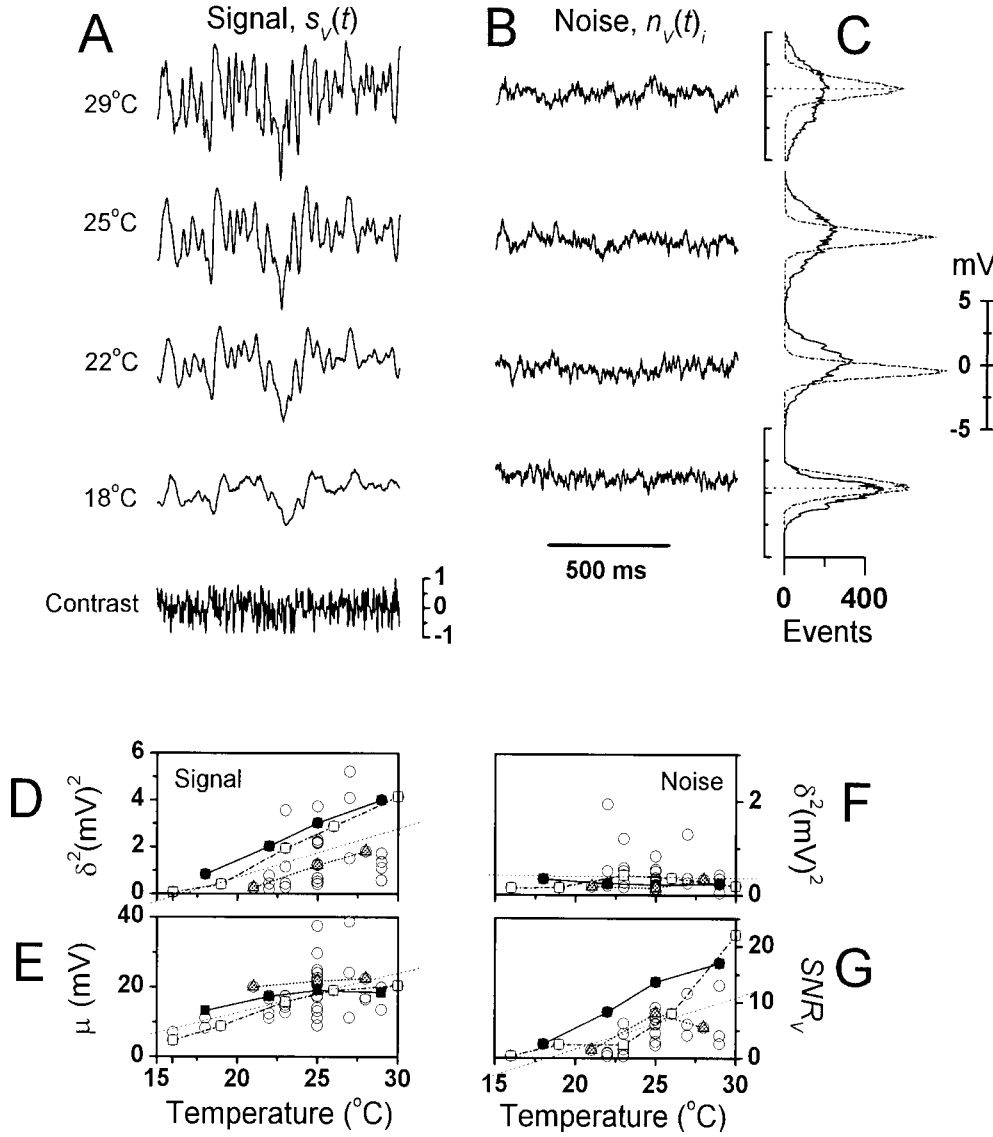 A Signal, s_v(t) B Noise, n_v(t)_i C
29°C
25°C
22°C
18°C
mV
5
0
-5
500 ms
0 400
Events
Contrast
1
0
-1
D
Signal
δ²(mV)²
6
4
2
0
F
Noise
δ²(mV)²
2
0
E
μ (mV)
40
20
0
G
SNR_v
20
10
0
15 20 25 30
Temperature (°C)
15 20 25 30
Temperature (°C)